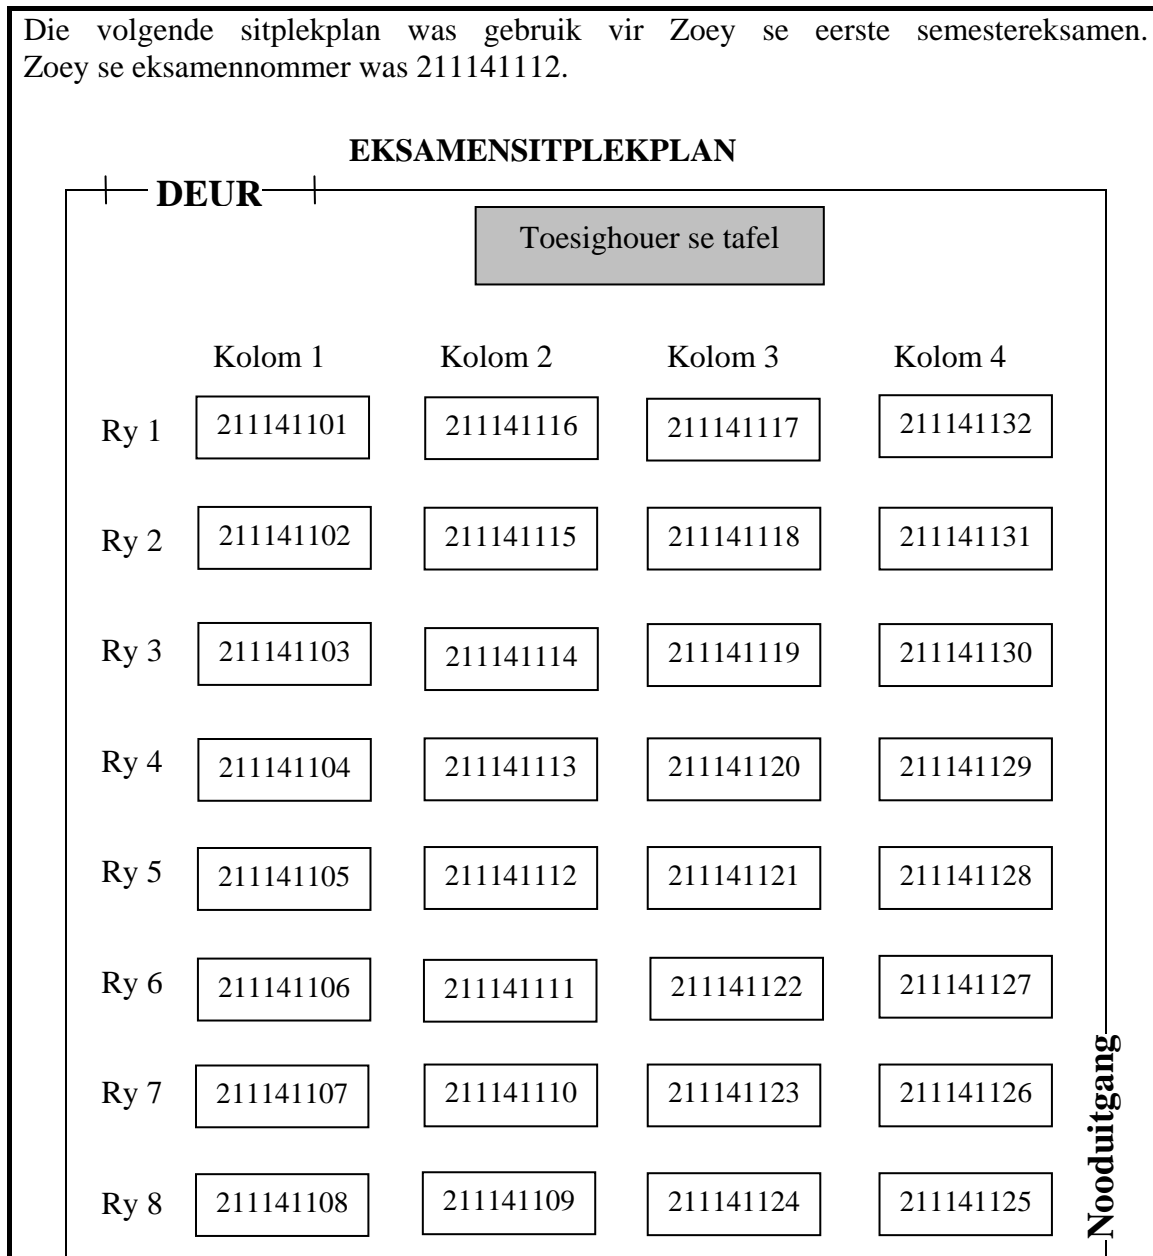 Die volgende sitplekplan was gebruik vir Zoey se eerste semestereksamen.
Zoey se eksamennommer was 211141112.
EKSAMENSITPLEKPLAN
DEUR
Toesighouer se tafel
Kolom 1 Kolom 2 Kolom 3 Kolom 4
Ry 1 211141101 211141116 211141117 211141132
Ry 2 211141102 211141115 211141118 211141131
Ry 3 211141103 211141114 211141119 211141130
Ry 4 211141104 211141113 211141120 211141129
Ry 5 211141105 211141112 211141121 211141128
Ry 6 211141106 211141111 211141122 211141127
Ry 7 211141107 211141110 211141123 211141126
Ry 8 211141108 211141109 211141124 211141125
Nooduitgang